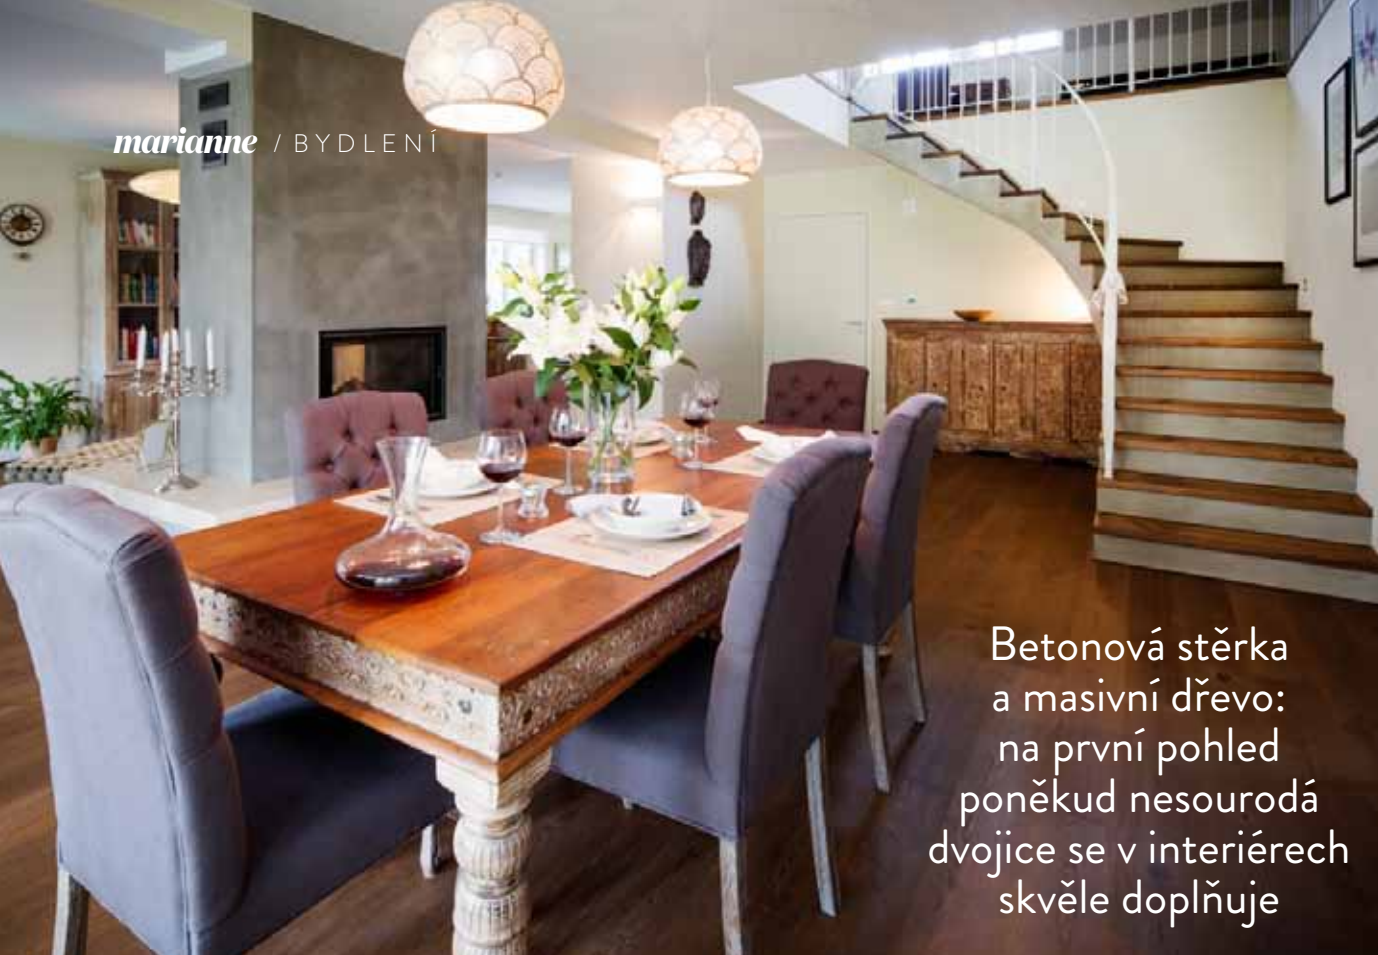 marianne / BYDLENÍ
Betonová stěrka
a masivní dřevo:
na první pohled
poněkud nesourodá
dvojice se v interiérech
skvěle doplňuje